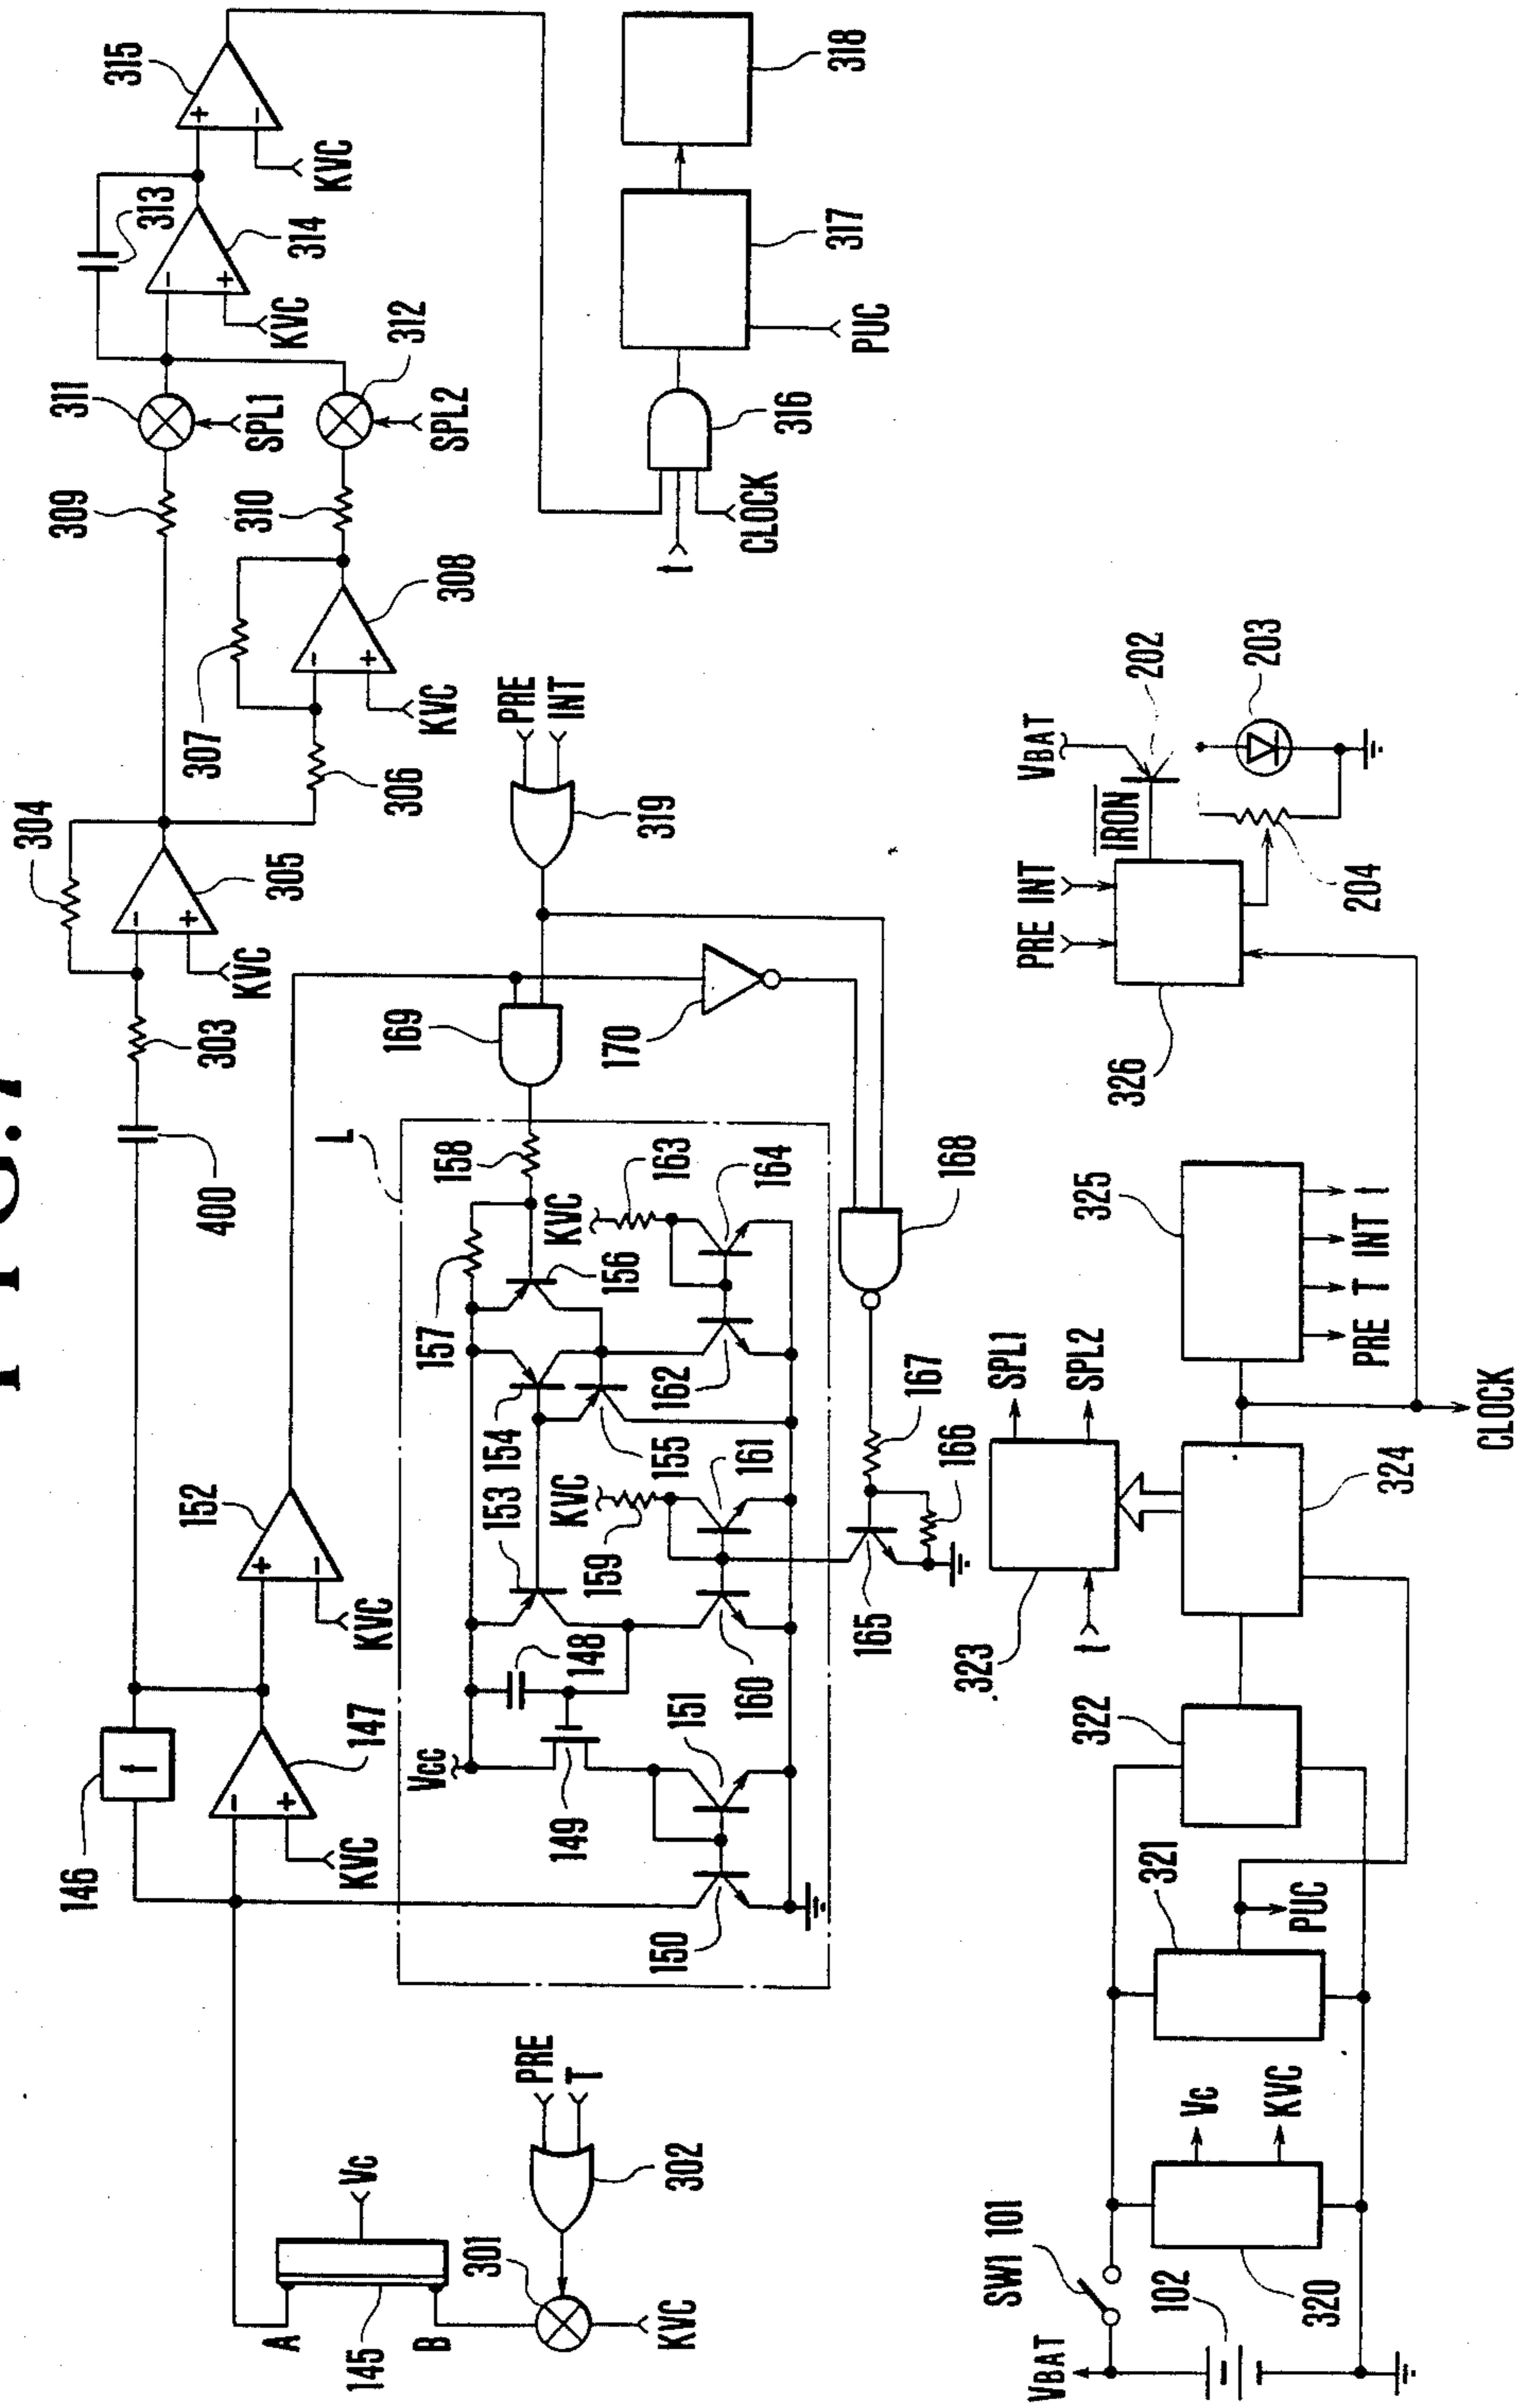 FIG.7
315
KVC
313
314
KVC
311
SPL1
312
SPL2
309
310
307
308
KVC
306
304
305
KVC
303
400
318
317
PUC
316
t
CLOCK
PRE
INT
319
169
170
152
KVC
146
t
147
KVC
L
158
KVC
163
164
157
156
154
155
162
153
KVC
159
161
148
160
Vcc
149
151
150
168
167
166
165
A
B
145
Vc
PRE
T
302
301
KVC
VBAT
202
203
IRON
204
PRE
INT
326
325
PRE
T
INT
t
SPL1
SPL2
323
t
324
CLOCK
322
321
PUC
Vc
KVC
320
SW1 101
102
VBAT